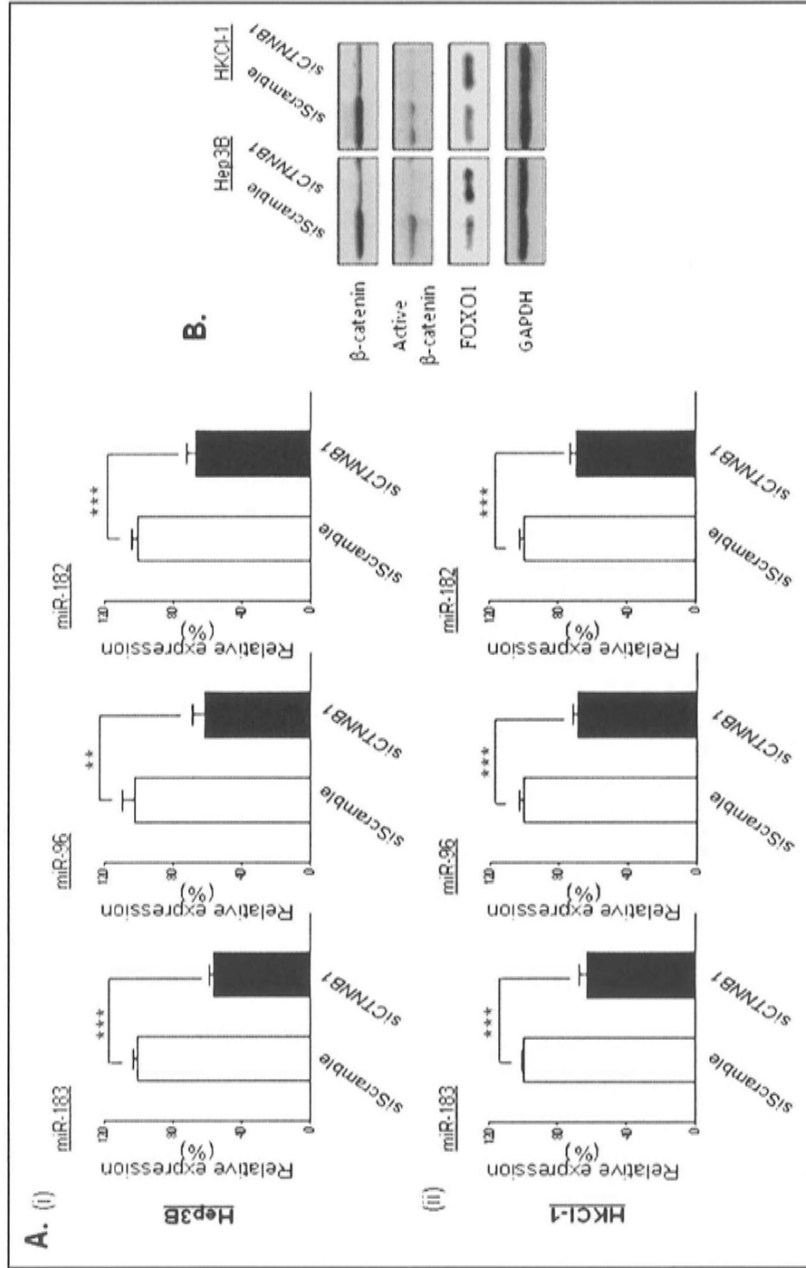 A. (i)
Hep3B
miR-183
Relative expression
(%)
120
80
40
0
***
siScramble
siCTNNB1
miR-96
Relative expression
(%)
120
80
40
0
**
siScramble
siCTNNB1
miR-182
Relative expression
(%)
120
80
40
0
***
siScramble
siCTNNB1
(ii)
HKCI-1
miR-183
Relative expression
(%)
120
80
40
0
***
siScramble
siCTNNB1
miR-96
Relative expression
(%)
120
80
40
0
***
siScramble
siCTNNB1
miR-182
Relative expression
(%)
120
80
40
0
***
siScramble
siCTNNB1
B.
Hep3B
HKCI-1
siScramble
siCTNNB1
siScramble
siCTNNB1
β-catenin
Active
β-catenin
FOXO1
GAPDH